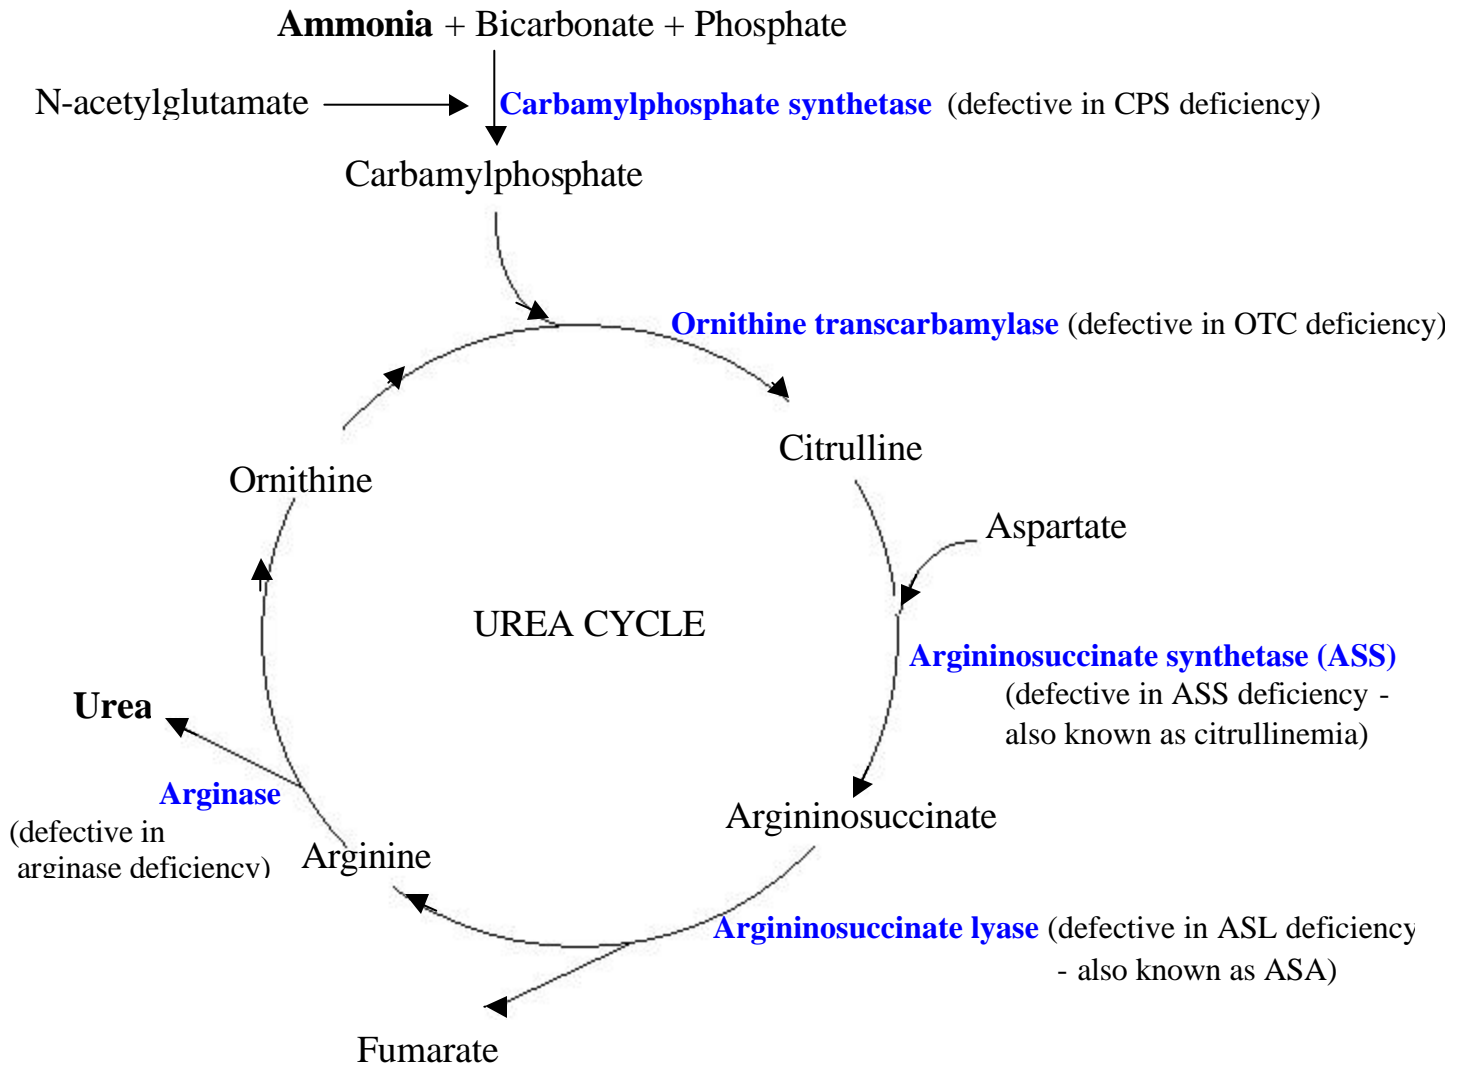 Ammonia + Bicarbonate + Phosphate
N-acetylglutamate
Carbamylphosphate synthetase (defective in CPS deficiency)
Carbamylphosphate
Ornithine transcarbamylase (defective in OTC deficiency)
Citrulline
Ornithine
Aspartate
UREA CYCLE
Argininosuccinate synthetase (ASS)
(defective in ASS deficiency -
also known as citrullinemia)
Urea
Arginase
(defective in
arginase deficiency)
Argininosuccinate
Arginine
Argininosuccinate lyase (defective in ASL deficiency
- also known as ASA)
Fumarate